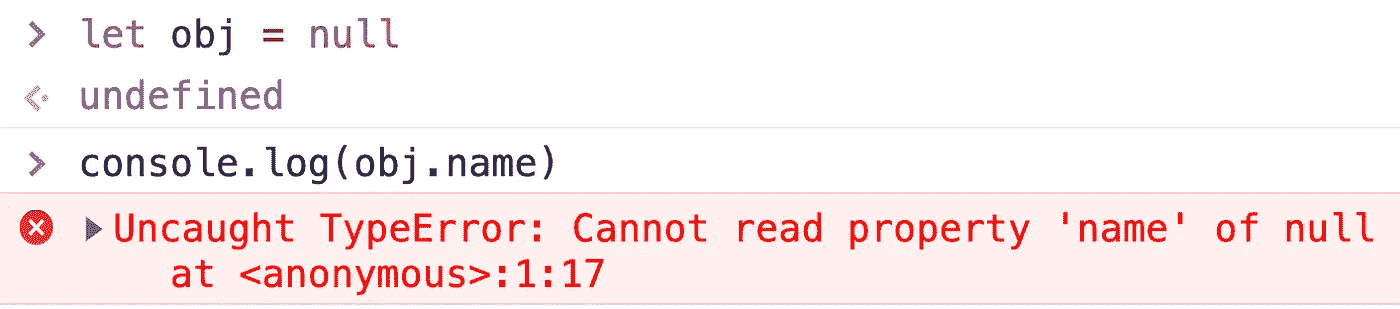 > let obj = null
<· undefined
> console.log(obj.name)
Uncaught TypeError: Cannot read property 'name' of null
at <anonymous>:1:17